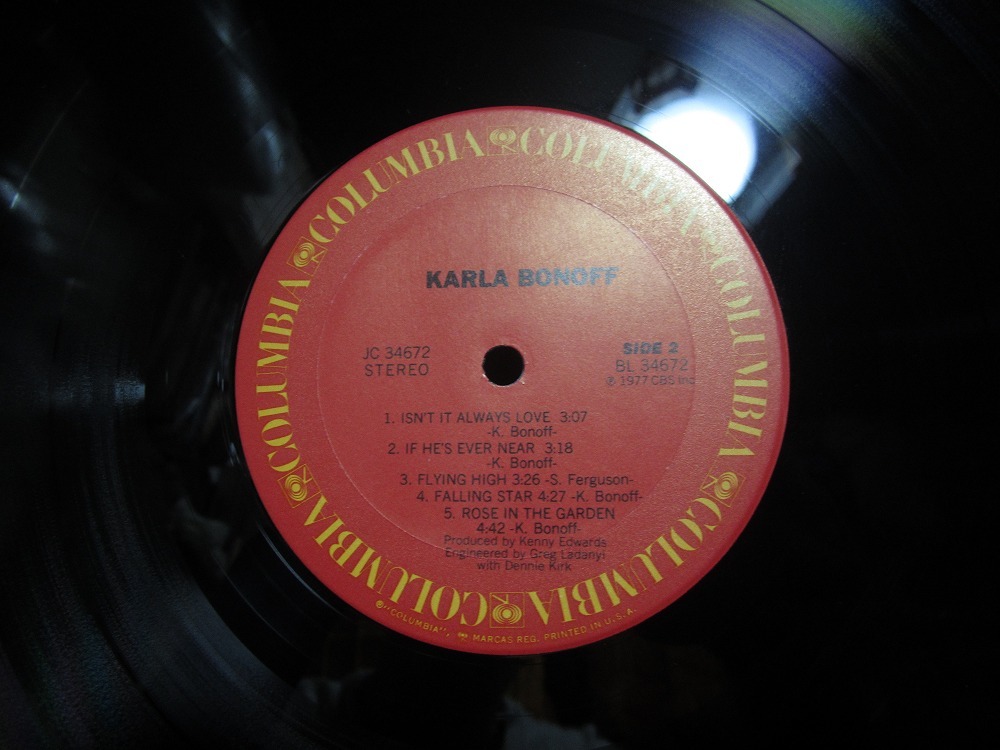 COLUMBIA COLUMBIA COLUMBIA COLUMBIA COLUMBIA COLUMBIA
KARLA BONOFF
JC 34672
STEREO
SIDE 2
BL 34672
℗ 1977 CBS Inc.
1. ISN'T IT ALWAYS LOVE 3:07
-K. Bonoff-
2. IF HE'S EVER NEAR 3:18
-K. Bonoff-
3. FLYING HIGH 3:26 -S. Ferguson-
4. FALLING STAR 4:27 -K. Bonoff-
5. ROSE IN THE GARDEN
4:42 -K. Bonoff-
Produced by Kenny Edwards
Engineered by Greg Ladanyi
with Dennie Kirk
®"COLUMBIA", MARCAS REG. PRINTED IN U.S.A.